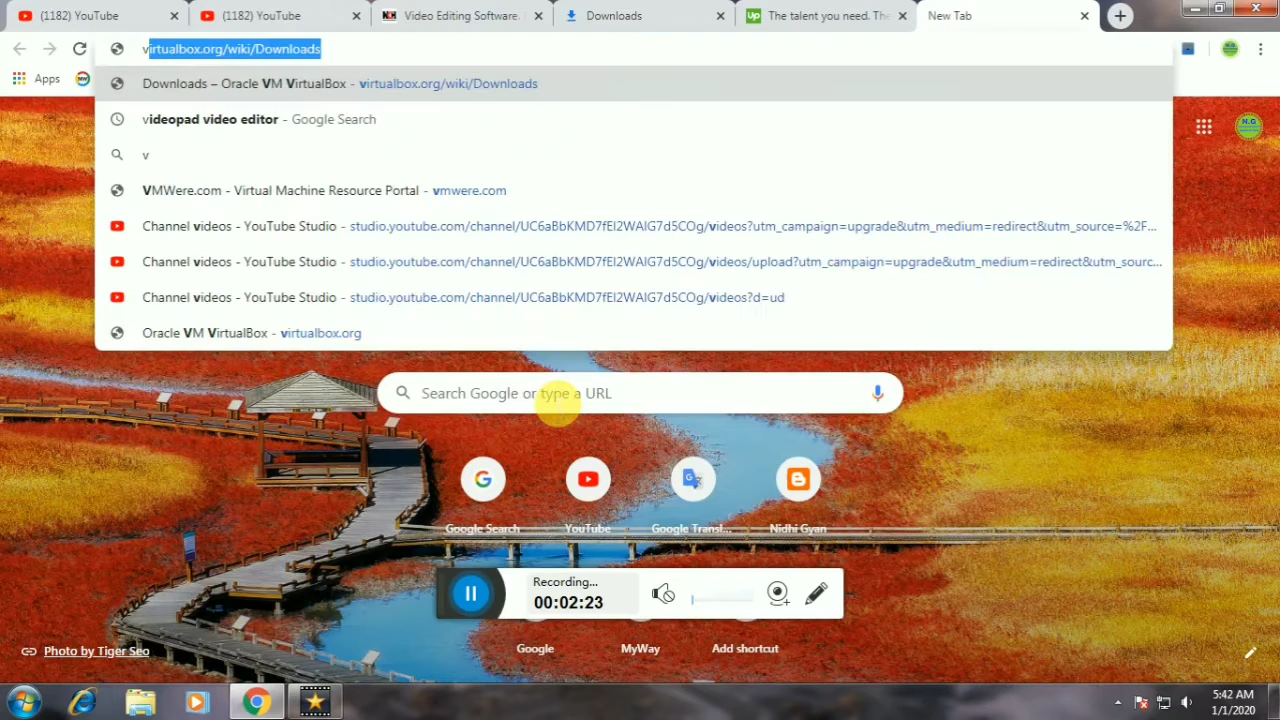 (1182) YouTube
(1182) YouTube
Video Editing Software.
Downloads
The talent you need. The
New Tab
virtualbox.org/wiki/Downloads
Apps
Downloads – Oracle VM VirtualBox - virtualbox.org/wiki/Downloads
videopad video editor - Google Search
v
VMWere.com - Virtual Machine Resource Portal - vmwere.com
Channel videos - YouTube Studio - studio.youtube.com/channel/UC6aBbKMD7fEI2WAIG7d5COg/videos?utm_campaign=upgrade&utm_medium=redirect&utm_source=%2F...
Channel videos - YouTube Studio - studio.youtube.com/channel/UC6aBbKMD7fEI2WAIG7d5COg/videos/upload?utm_campaign=upgrade&utm_medium=redirect&utm_sourc...
Channel videos - YouTube Studio - studio.youtube.com/channel/UC6aBbKMD7fEI2WAIG7d5COg/videos?d=ud
Oracle VM VirtualBox - virtualbox.org
N.G
Search Google or type a URL
Google Search
YouTube
Google Transl...
Nidhi Gyan
Recording...
00:02:23
Google
MyWay
Add shortcut
Photo by Tiger Seo
5:42 AM
1/1/2020